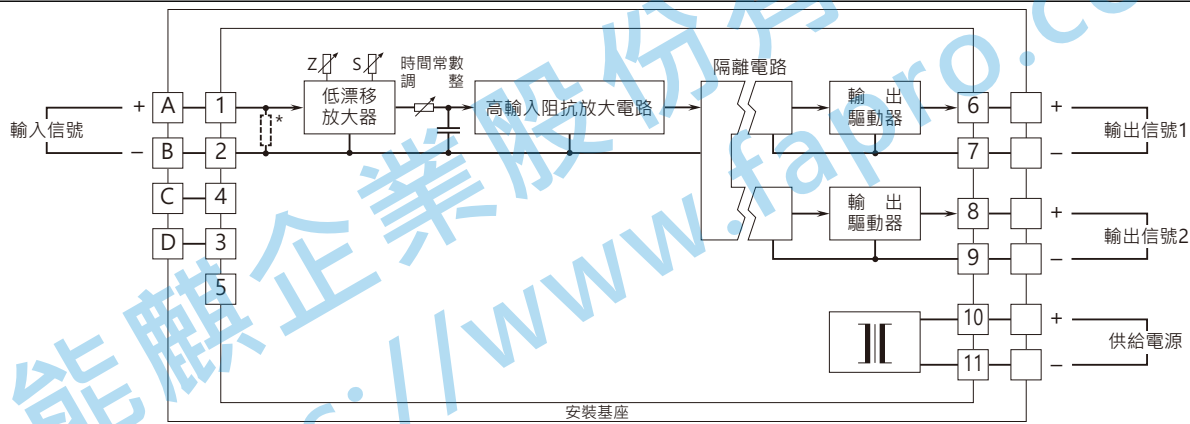 Z S 時間常數
調 整
隔離電路
低漂移
放大器
高輸入阻抗放大電路
輸 出
驅動器
輸入信號
+ A 1
*
− B 2
C 4
D 3
5
6 +
7 −
輸出信號1
輸 出
驅動器
8 +
9 −
輸出信號2
10 +
11 −
供給電源
安裝基座
能麒企業股份有
s://www.fapro.c